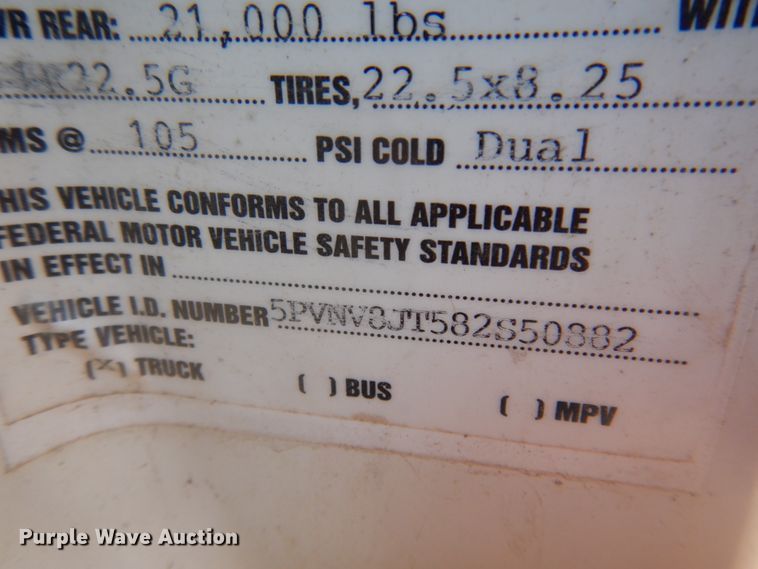 VR REAR: 21,000 lbs WITH
22.5G TIRES, 22.5x8.25
MS @ 105 PSI COLD Dual
HIS VEHICLE CONFORMS TO ALL APPLICABLE
FEDERAL MOTOR VEHICLE SAFETY STANDARDS
IN EFFECT IN
VEHICLE I.D. NUMBER 5PVNV8JT582S50882
TYPE VEHICLE:
(X) TRUCK ( ) BUS ( ) MPV
Purple Wave Auction